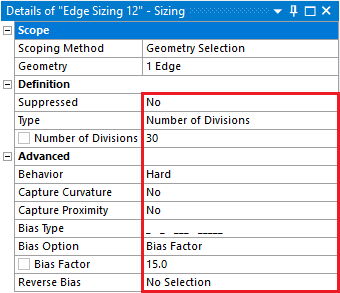 Details of "Edge Sizing 12" - Sizing
Scope
Scoping Method Geometry Selection
Geometry 1 Edge
Definition
Suppressed No
Type Number of Divisions
Number of Divisions 30
Advanced
Behavior Hard
Capture Curvature No
Capture Proximity No
Bias Type _ _ ___ _____
Bias Option Bias Factor
Bias Factor 15.0
Reverse Bias No Selection